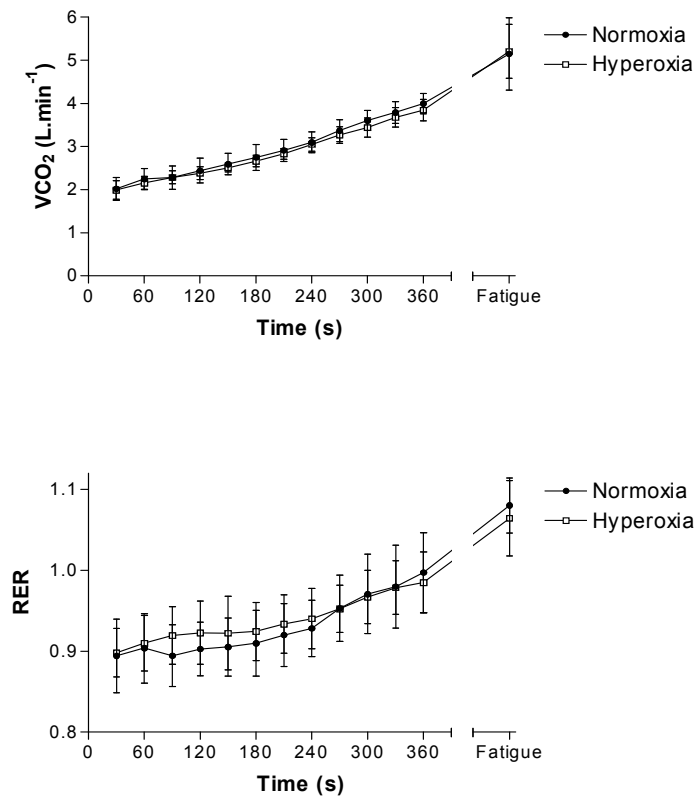 6
5
4
3
2
1
0
VCO₂ (L.min⁻¹)
0 60 120 180 240 300 360 Fatigue
Time (s)
Normoxia
Hyperoxia
1.1
1.0
0.9
0.8
RER
0 60 120 180 240 300 360 Fatigue
Time (s)
Normoxia
Hyperoxia